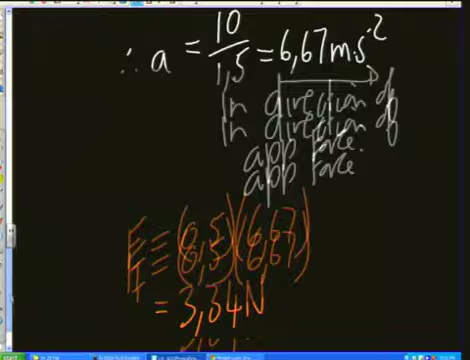 ∴ a = 10/1,5 = 6,67 m.s⁻²
In direction of
app force.
F = (0,5)(6,67)
= 3,34N